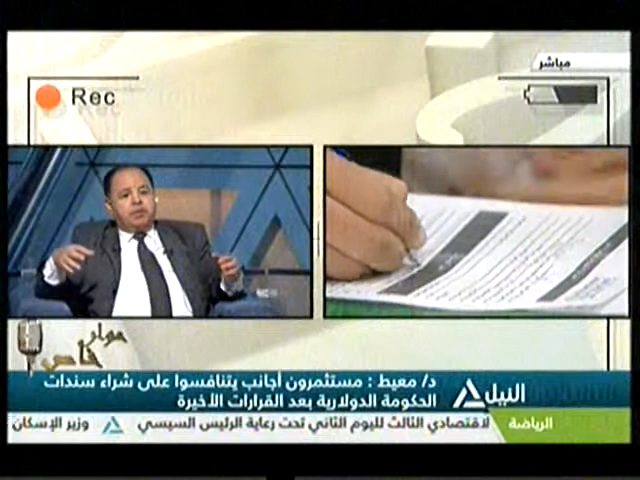 مباشر
Rec
حوار خاص
د/ معيط : مستثمرون أجانب يتنافسوا على شراء سندات
الحكومة الدولارية بعد القرارات الأخيرة
النيل
الرياضة
لاقتصادي الثالث لليوم الثاني تحت رعاية الرئيس السيسي
وزير الإسكان